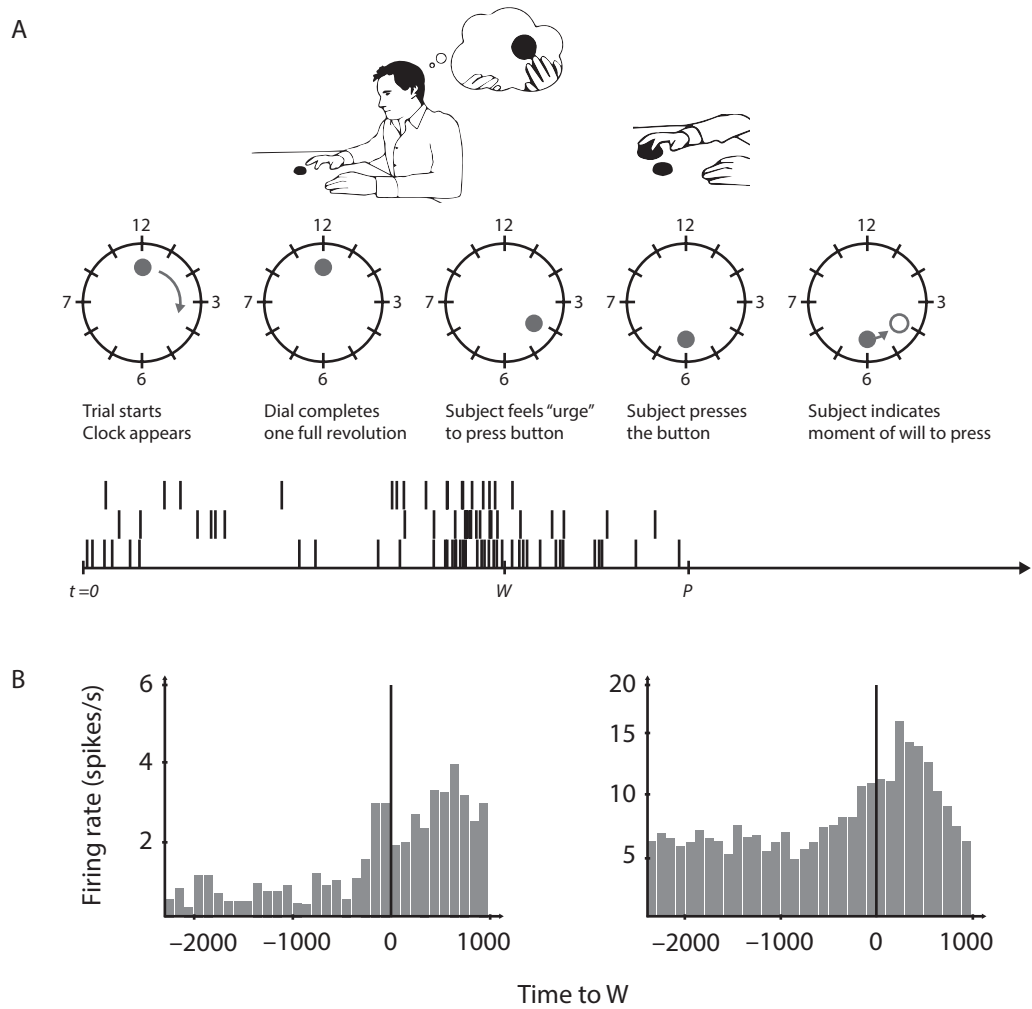 A
12
12
12
12
12
7
3
7
3
7
3
7
3
7
3
6
6
6
6
6
Trial starts
Clock appears
Dial completes
one full revolution
Subject feels “urge”
to press button
Subject presses
the button
Subject indicates
moment of will to press
t =0
W
P
B
Firing rate (spikes/s)
6
4
2
−2000
−1000
0
1000
20
15
10
5
−2000
−1000
0
1000
Time to W